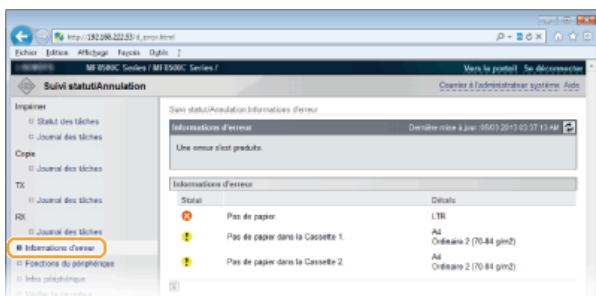 http://192.168.222.53/d_error.html
Fichier Edition Affichage Favoris Outils ?
MF8500C Series / MF8500C Series /
Vers le portail Se déconnecter
Suivi statut/Annulation
Courrier à l'administrateur système Aide
Imprimer
Statut des tâches
Journal des tâches
Copie
Journal des tâches
TX
Journal des tâches
RX
Journal des tâches
Informations d'erreur
Fonctions du périphérique
Infos périphérique
Vérifier le compteur
Suivi statut/Annulation:Informations d'erreur
Informations d'erreur
Dernière mise à jour :05/03 2013 03:37:13 AM
Une erreur s'est produite.
Informations d'erreur
Statut Détails
Pas de papier. LTR
Pas de papier dans la Cassette 1. A4
Ordinaire 2 (70-84 g/m2)
Pas de papier dans la Cassette 2. A4
Ordinaire 2 (70-84 g/m2)